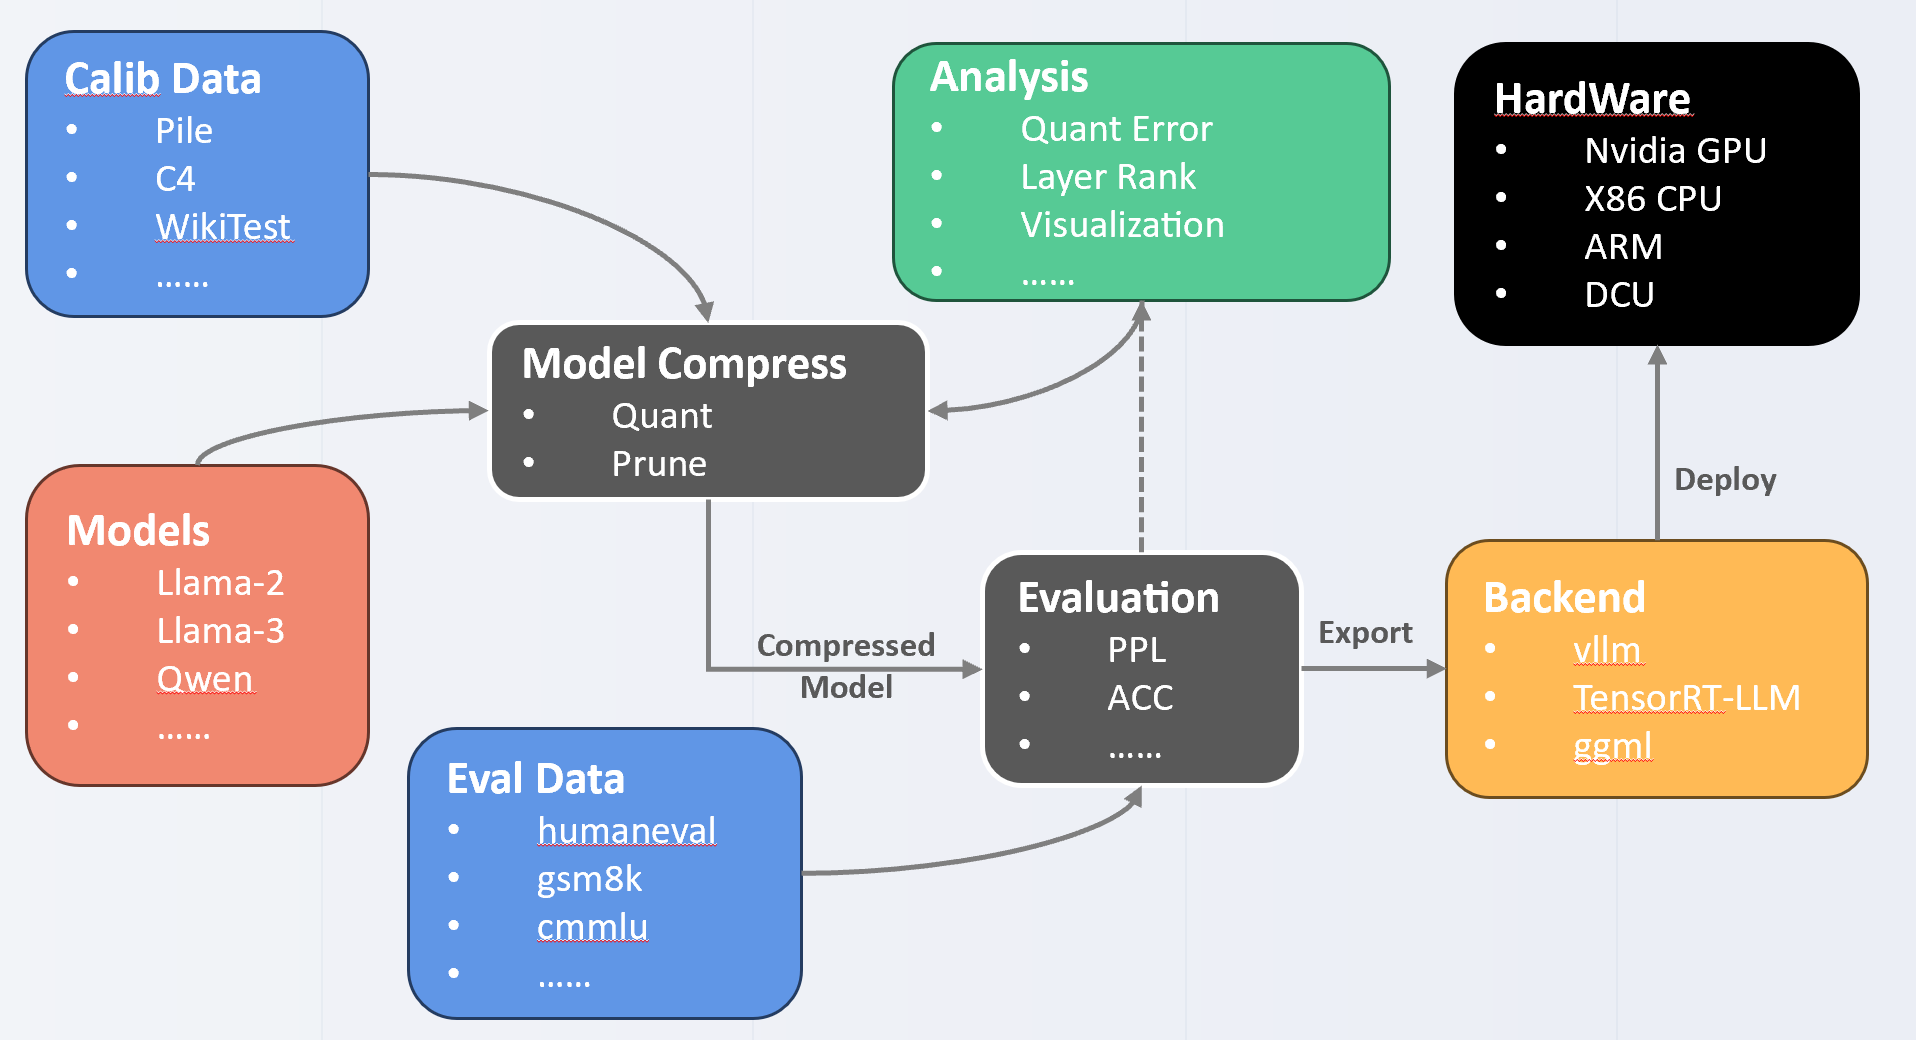 Calib Data
• Pile
• C4
• WikiTest
• ......
Analysis
• Quant Error
• Layer Rank
• Visualization
• ......
HardWare
• Nvidia GPU
• X86 CPU
• ARM
• DCU
Model Compress
• Quant
• Prune
Models
• Llama-2
• Llama-3
• Qwen
• ......
Compressed
Model
Evaluation
• PPL
• ACC
• ......
Export
Deploy
Backend
• vllm
• TensorRT-LLM
• ggml
Eval Data
• humaneval
• gsm8k
• cmmlu
• ......